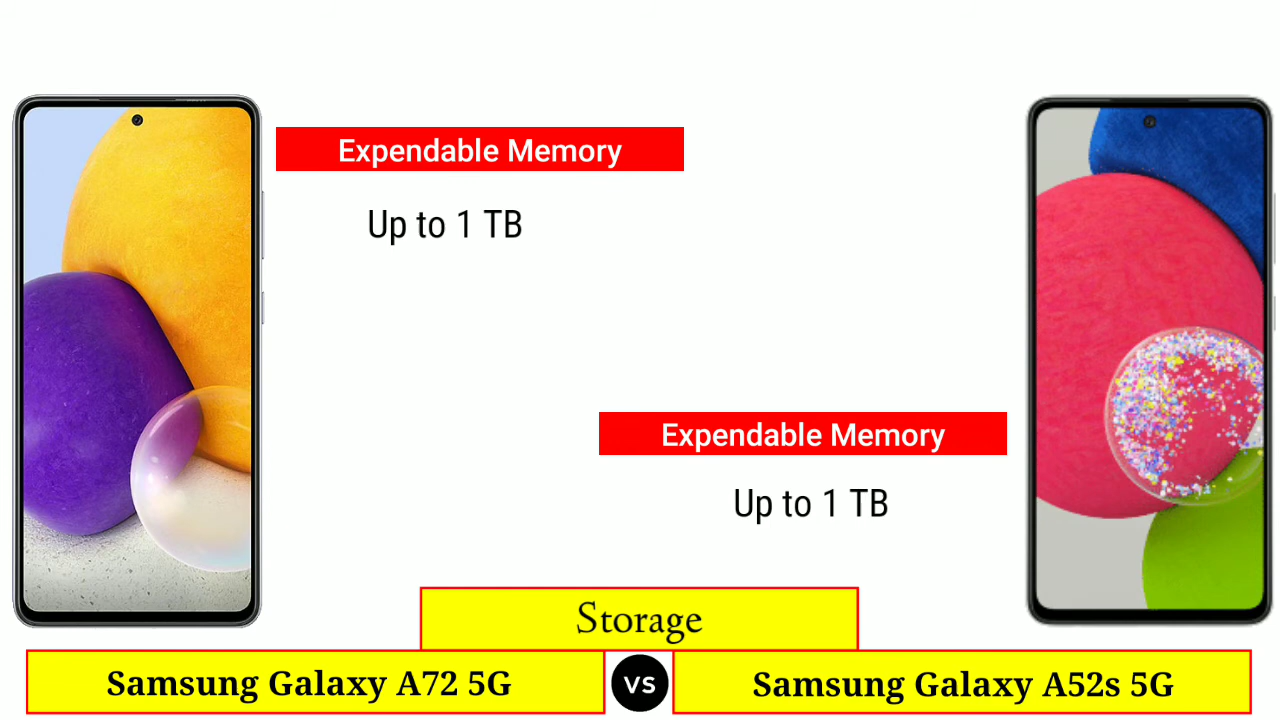 Expendable Memory
Up to 1 TB
Expendable Memory
Up to 1 TB
Storage
Samsung Galaxy A72 5G
VS
Samsung Galaxy A52s 5G